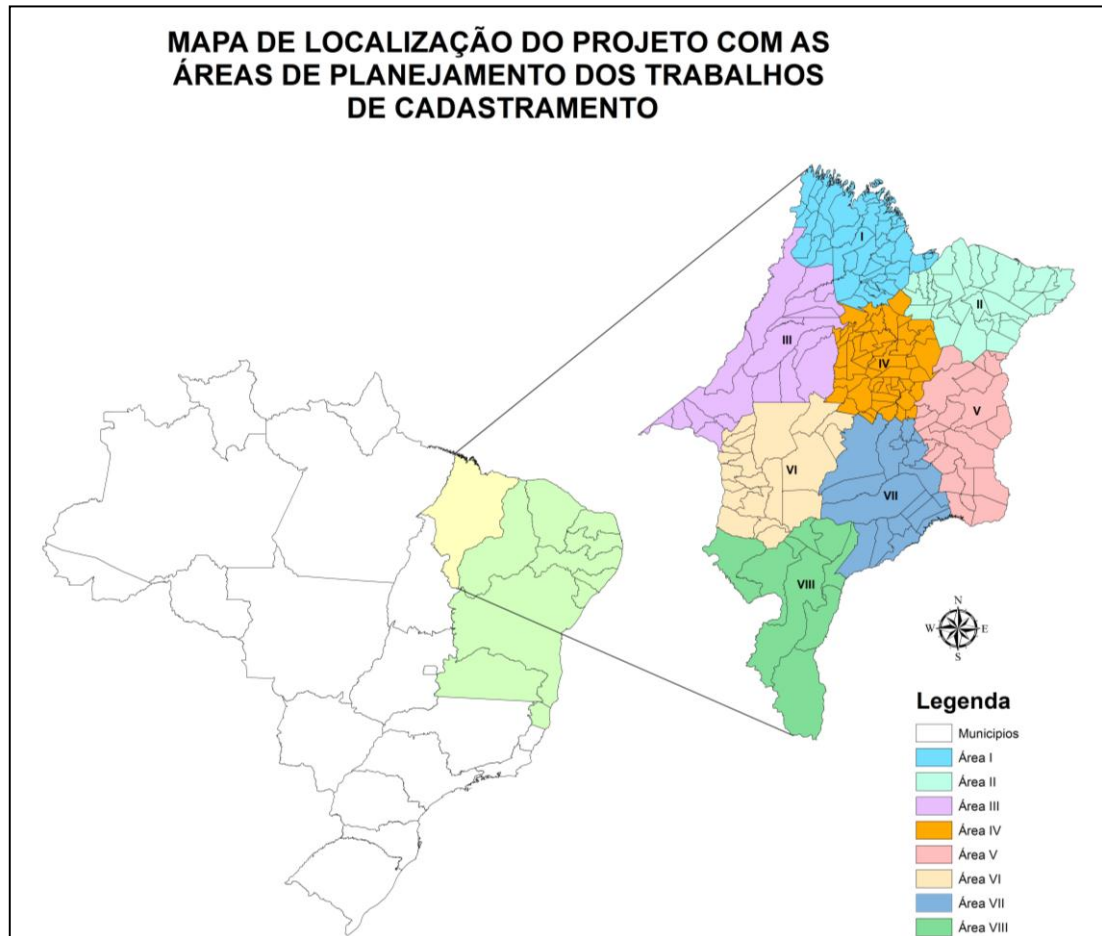 MAPA DE LOCALIZAÇÃO DO PROJETO COM AS
ÁREAS DE PLANEJAMENTO DOS TRABALHOS
DE CADASTRAMENTO
I
II
III
IV
V
VI
VII
VIII
N
W E
S
Legenda
Municipios
Área I
Área II
Área III
Área IV
Área V
Área VI
Área VII
Área VIII